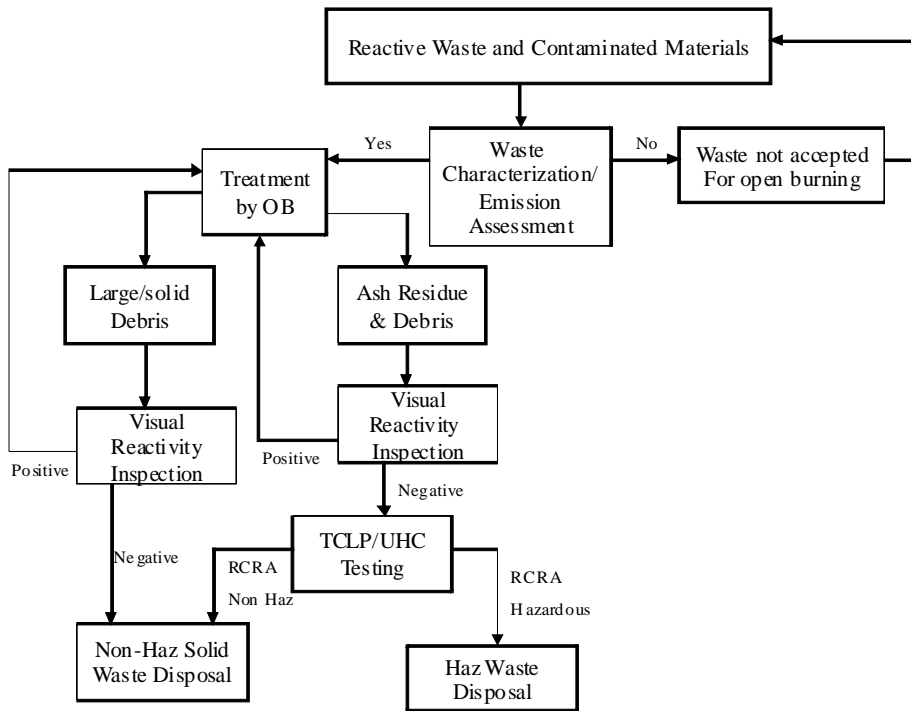 Reactive Waste and Contaminated Materials
Yes
Waste
Characterization/
Emission
Assessment
No
Waste not accepted
For open burning
Treatment
by OB
Large/solid
Debris
Ash Residue
& Debris
Visual
Reactivity
Inspection
Positive
Visual
Reactivity
Inspection
Positive
Negative
Negative
TCLP/UHC
Testing
RCRA
Non Haz
RCRA
Hazardous
Non-Haz Solid
Waste Disposal
Haz Waste
Disposal